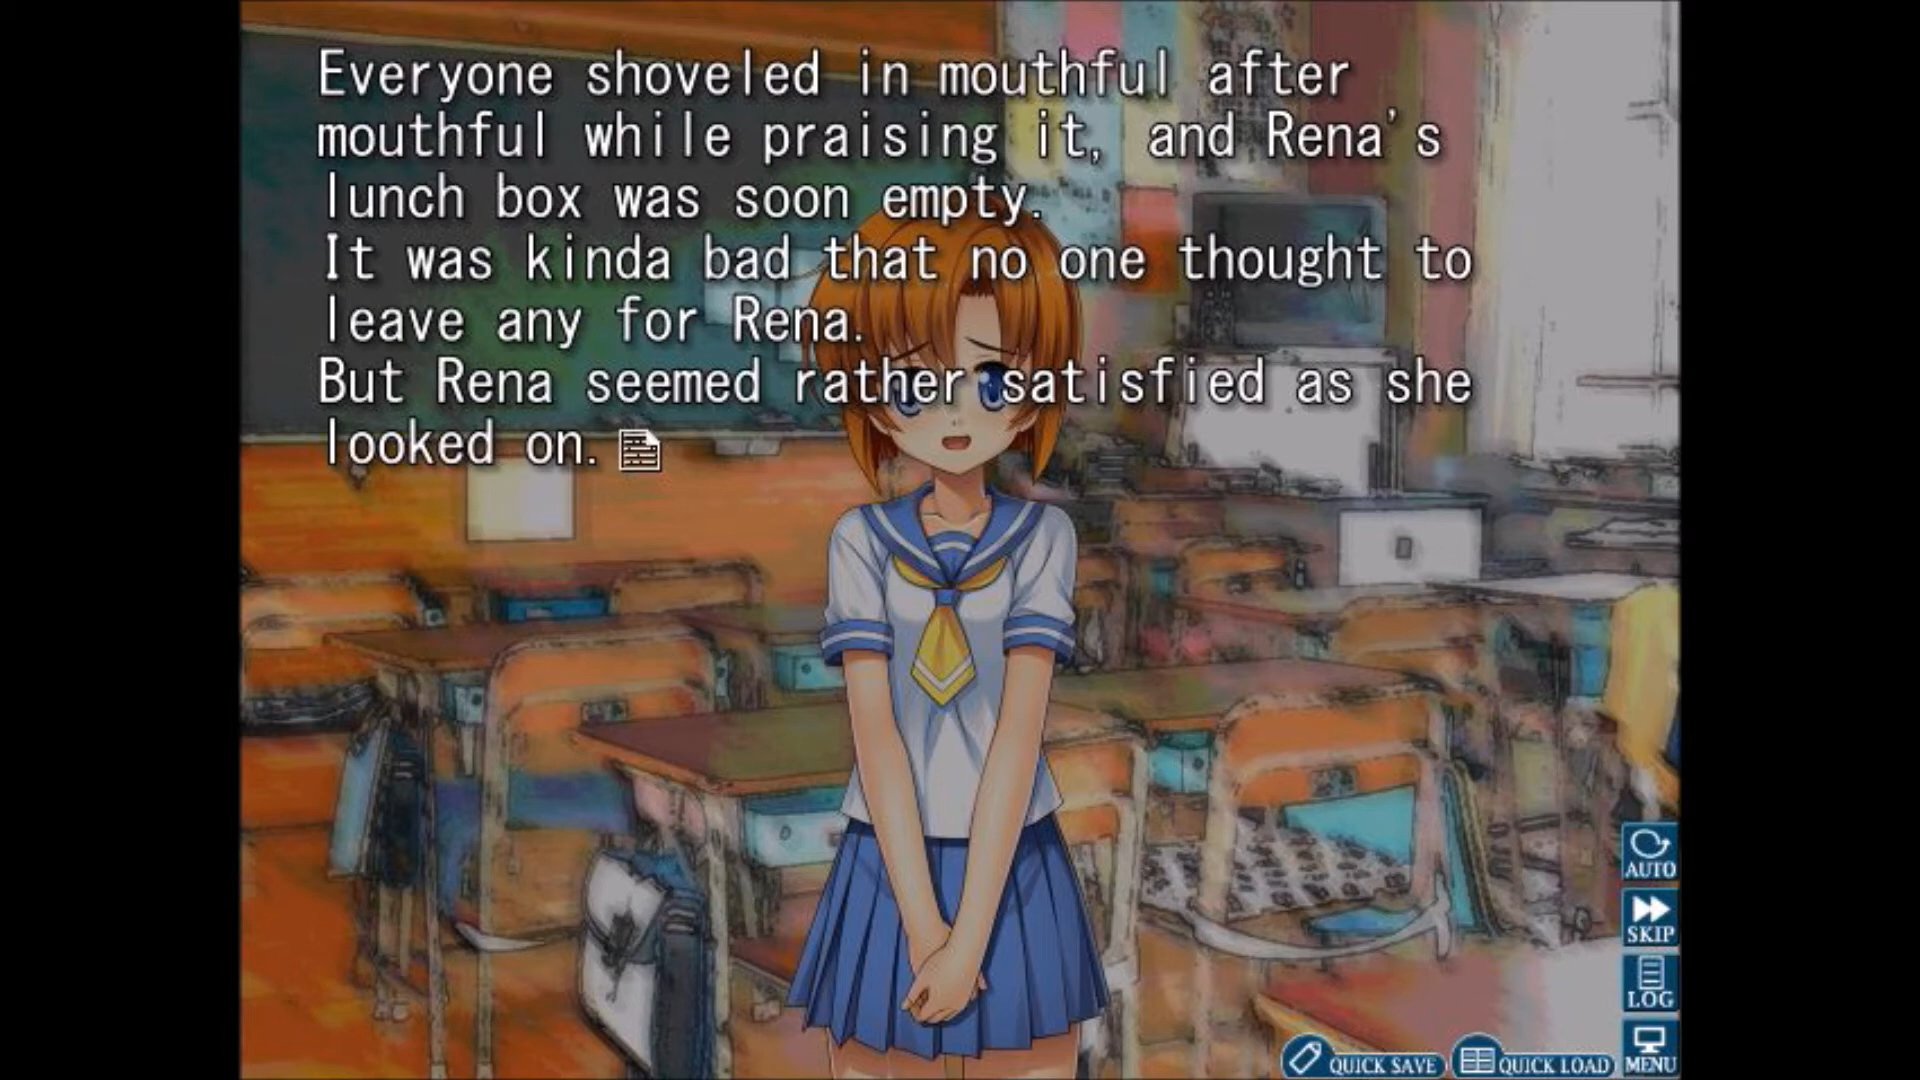 Everyone shoveled in mouthful after
mouthful while praising it, and Rena's
lunch box was soon empty.
It was kinda bad that no one thought to
leave any for Rena.
But Rena seemed rather satisfied as she
looked on.
AUTO
SKIP
LOG
MENU
QUICK SAVE
QUICK LOAD